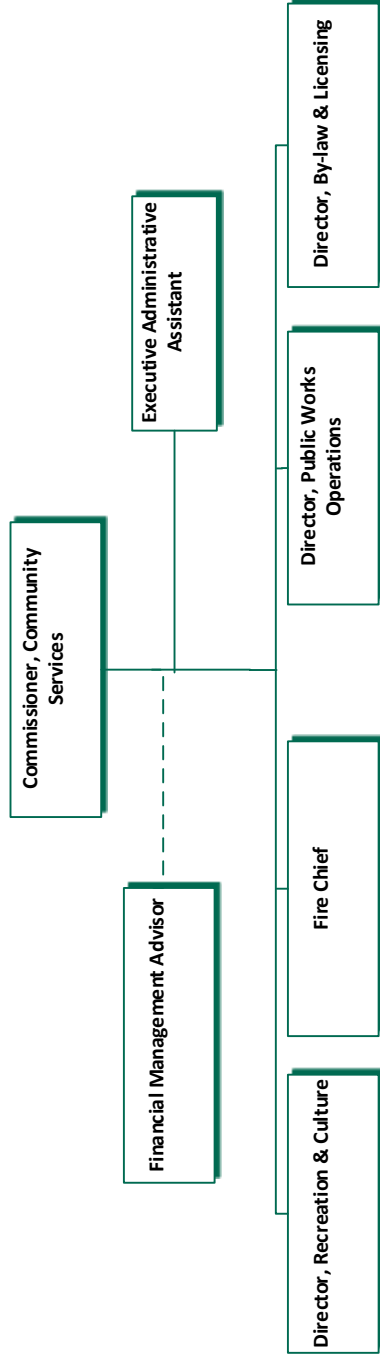 Commissioner, Community
Services
Financial Management Advisor
Executive Administrative
Assistant
Director, Recreation & Culture
Fire Chief
Director, Public Works
Operations
Director, By-law & Licensing